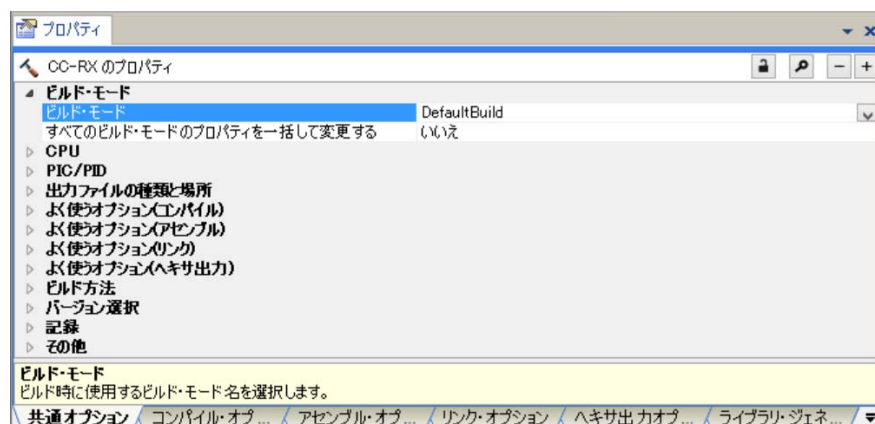 プロパティ
CC-RX のプロパティ
ビルド・モード
ビルド・モード DefaultBuild
すべてのビルド・モードのプロパティを一括して変更する いいえ
CPU
PIC/PID
出力ファイルの種類と場所
よく使うオプション(コンパイル)
よく使うオプション(アセンブル)
よく使うオプション(リンク)
よく使うオプション(ヘキサ出力)
ビルド方法
バージョン選択
記録
その他
ビルド・モード
ビルド時に使用するビルド・モード名を選択します。
共通オプション コンパイル・オプ... アセンブル・オプ... リンク・オプション ヘキサ出力オプ... ライブラリ・ジェネ...